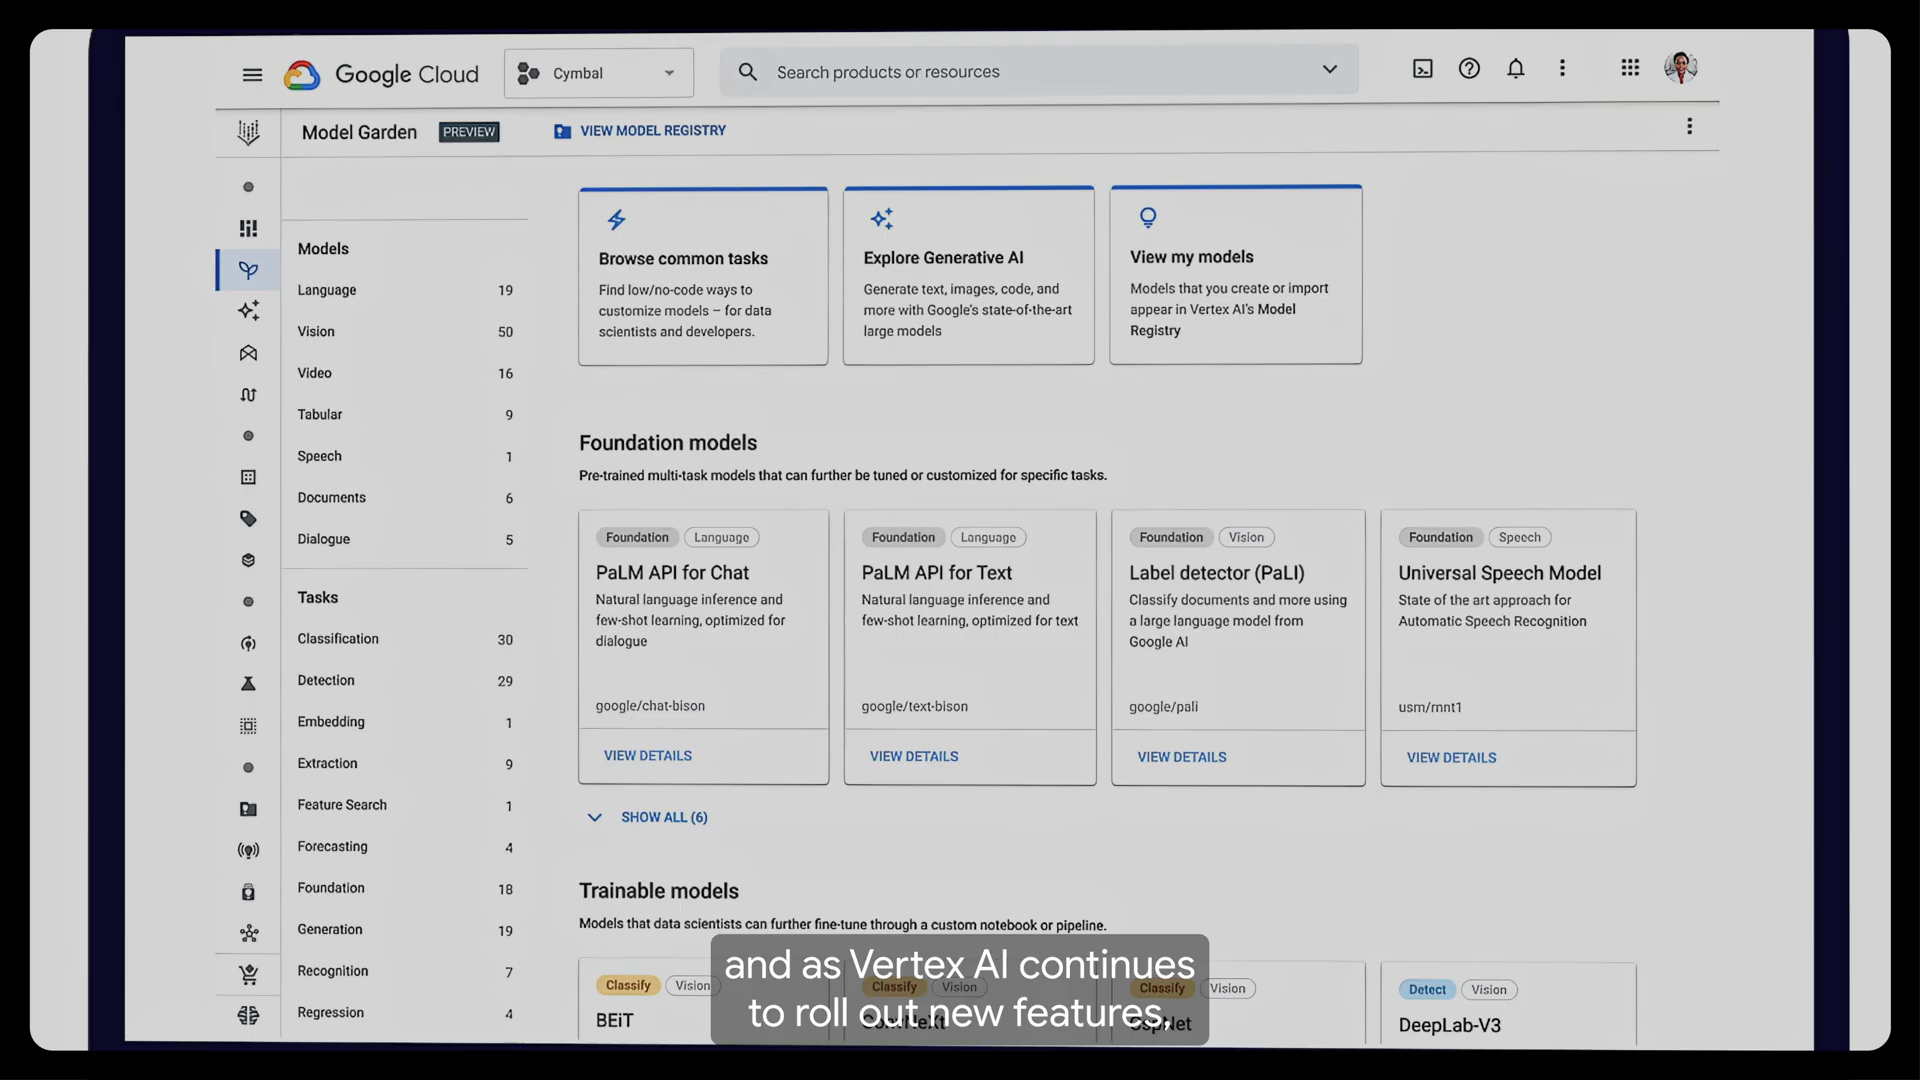 Google Cloud
Cymbal
Search products or resources
Model Garden
PREVIEW
VIEW MODEL REGISTRY
Models
Language 19
Vision 50
Video 16
Tabular 9
Speech 1
Documents 6
Dialogue 5
Tasks
Classification 30
Detection 29
Embedding 1
Extraction 9
Feature Search 1
Forecasting 4
Foundation 18
Generation 19
Recognition 7
Regression 4
Browse common tasks
Find low/no-code ways to
customize models – for data
scientists and developers.
Explore Generative AI
Generate text, images, code, and
more with Google's state-of-the-art
large models
View my models
Models that you create or import
appear in Vertex AI's Model
Registry
Foundation models
Pre-trained multi-task models that can further be tuned or customized for specific tasks.
Foundation Language
PaLM API for Chat
Natural language inference and
few-shot learning, optimized for
dialogue
google/chat-bison
VIEW DETAILS
Foundation Language
PaLM API for Text
Natural language inference and
few-shot learning, optimized for text
google/text-bison
VIEW DETAILS
Foundation Vision
Label detector (PaLI)
Classify documents and more using
a large language model from
Google AI
google/pali
VIEW DETAILS
Foundation Speech
Universal Speech Model
State of the art approach for
Automatic Speech Recognition
usm/rnnt1
VIEW DETAILS
SHOW ALL (6)
Trainable models
Models that data scientists can further fine-tune through a custom notebook or pipeline.
Classify Vision
BEiT
Classify Vision
ConvNeXt
Classify Vision
CspNet
Detect Vision
DeepLab-V3
and as Vertex AI continues
to roll out new features,